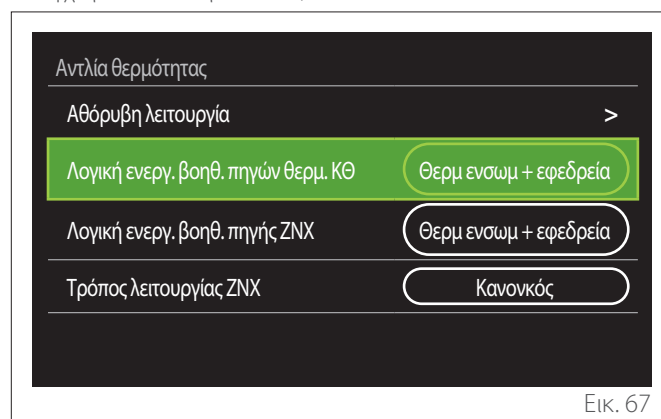 Αντλία θερμότητας
Αθόρυβη λειτουργία >
Λογική ενεργ. βοηθ. πηγών θερμ. ΚΘ Θερμ ενσωμ + εφεδρεία
Λογική ενεργ. βοηθ. πηγής ΖΝΧ Θερμ ενσωμ + εφεδρεία
Τρόπος λειτουργίας ΖΝΧ Κανονκός
Εικ. 67